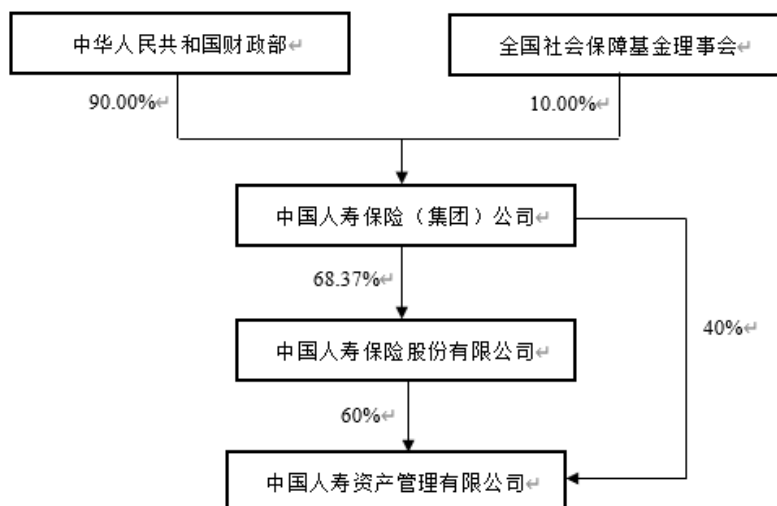 中华人民共和国财政部↵
全国社会保障基金理事会↵
90.00%↵
10.00%↵
中国人寿保险（集团）公司↵
68.37%↵
40%↵
中国人寿保险股份有限公司↵
60%↵
中国人寿资产管理有限公司↵